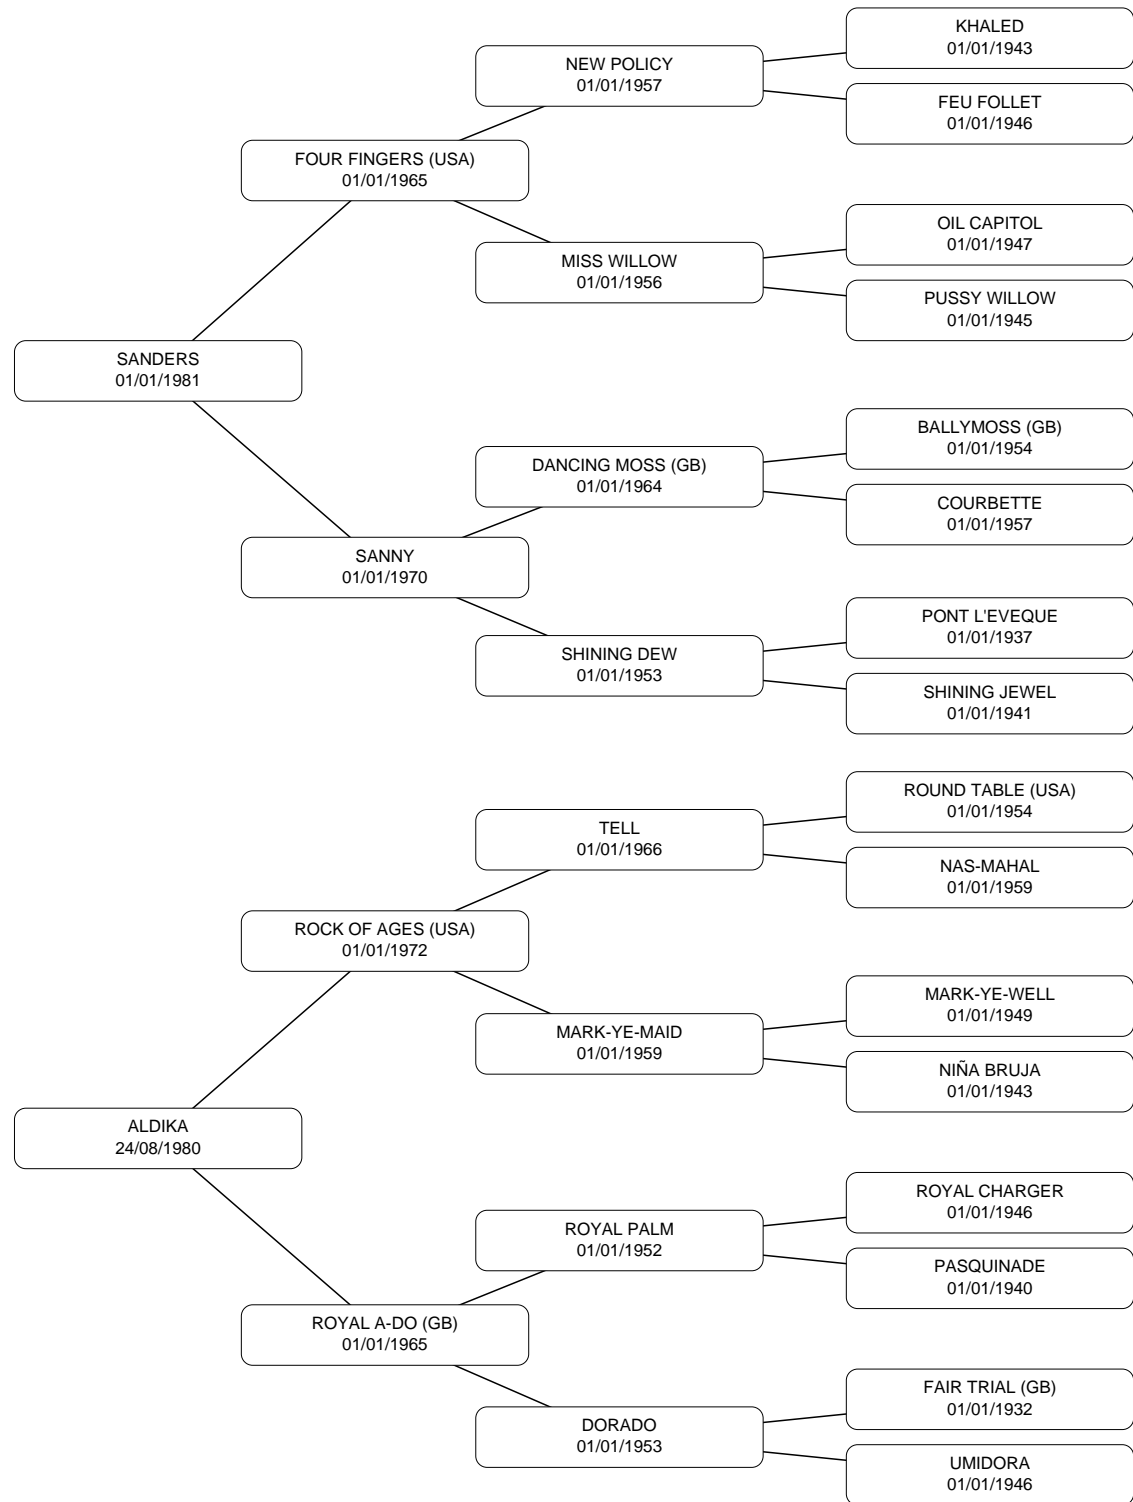 KHALED
01/01/1943
NEW POLICY
01/01/1957
FEU FOLLET
01/01/1946
FOUR FINGERS (USA)
01/01/1965
OIL CAPITOL
01/01/1947
MISS WILLOW
01/01/1956
PUSSY WILLOW
01/01/1945
SANDERS
01/01/1981
BALLYMOSS (GB)
01/01/1954
DANCING MOSS (GB)
01/01/1964
COURBETTE
01/01/1957
SANNY
01/01/1970
PONT L'EVEQUE
01/01/1937
SHINING DEW
01/01/1953
SHINING JEWEL
01/01/1941
ROUND TABLE (USA)
01/01/1954
TELL
01/01/1966
NAS-MAHAL
01/01/1959
ROCK OF AGES (USA)
01/01/1972
MARK-YE-WELL
01/01/1949
MARK-YE-MAID
01/01/1959
NIÑA BRUJA
01/01/1943
ALDIKA
24/08/1980
ROYAL CHARGER
01/01/1946
ROYAL PALM
01/01/1952
PASQUINADE
01/01/1940
ROYAL A-DO (GB)
01/01/1965
FAIR TRIAL (GB)
01/01/1932
DORADO
01/01/1953
UMIDORA
01/01/1946